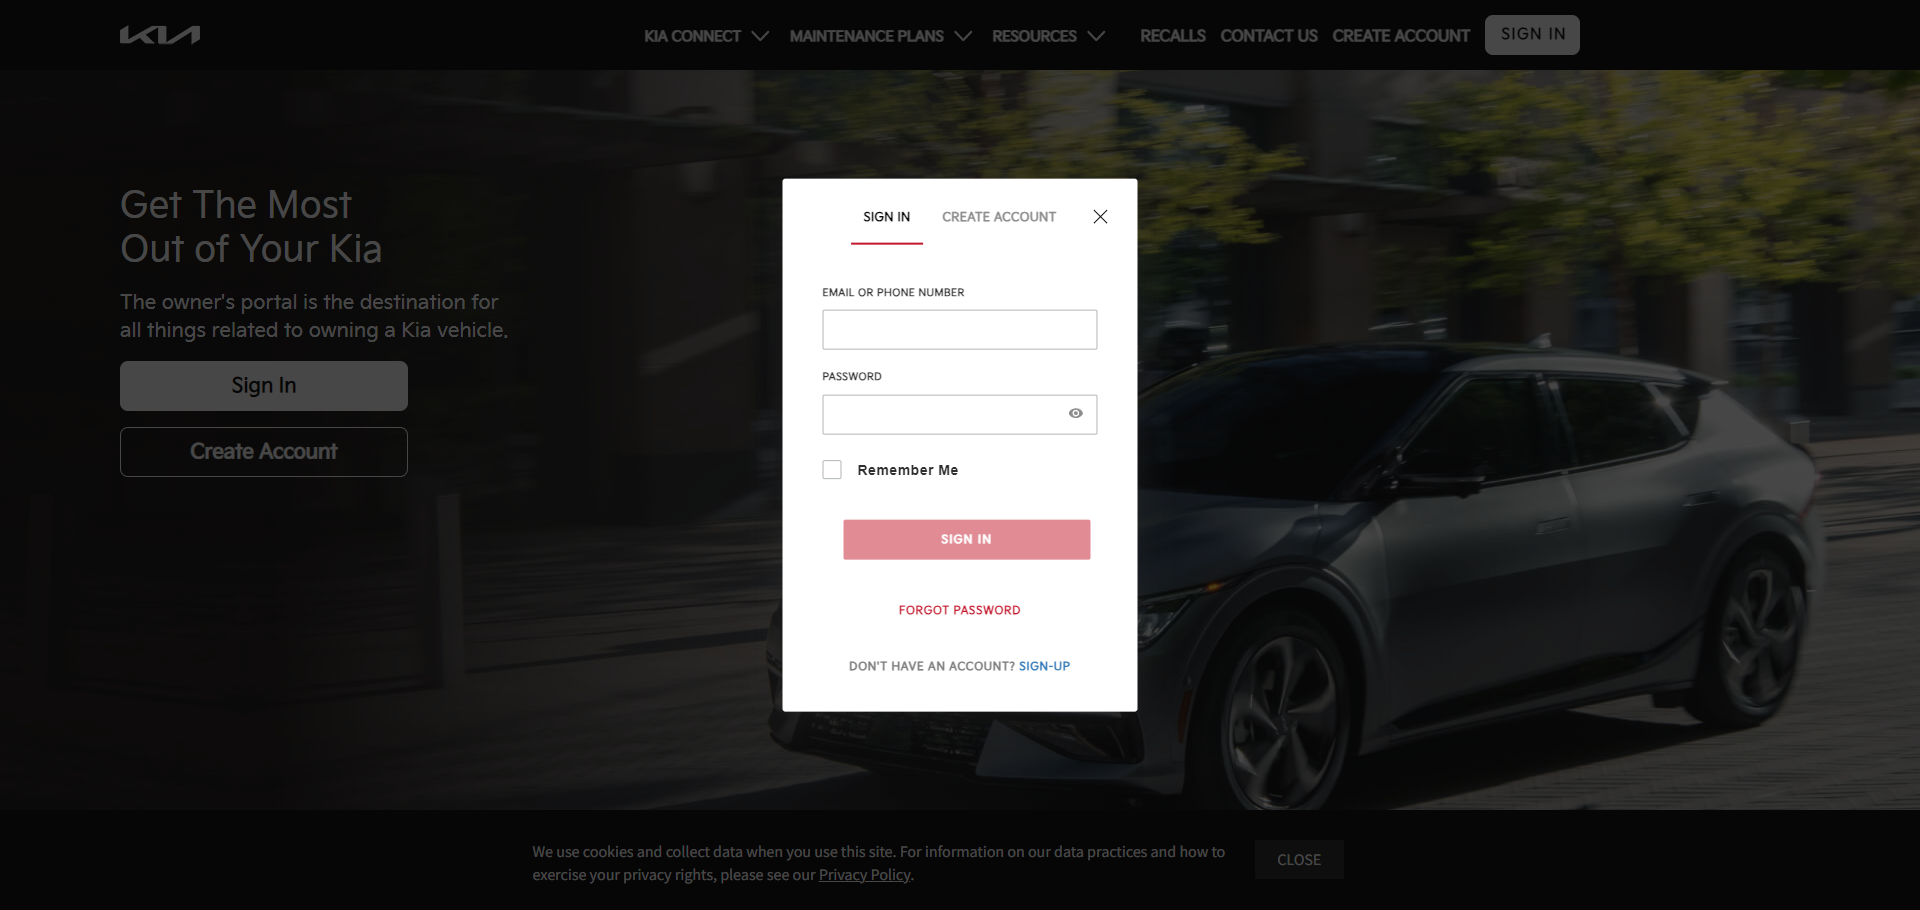 KIA
KIA CONNECT
MAINTENANCE PLANS
RESOURCES
RECALLS
CONTACT US
CREATE ACCOUNT
SIGN IN
Get The Most
Out of Your Kia
The owner's portal is the destination for
all things related to owning a Kia vehicle.
Sign In
Create Account
SIGN IN
CREATE ACCOUNT
EMAIL OR PHONE NUMBER
PASSWORD
Remember Me
SIGN IN
FORGOT PASSWORD
DON'T HAVE AN ACCOUNT? SIGN-UP
We use cookies and collect data when you use this site. For information on our data practices and how to
exercise your privacy rights, please see our Privacy Policy.
CLOSE